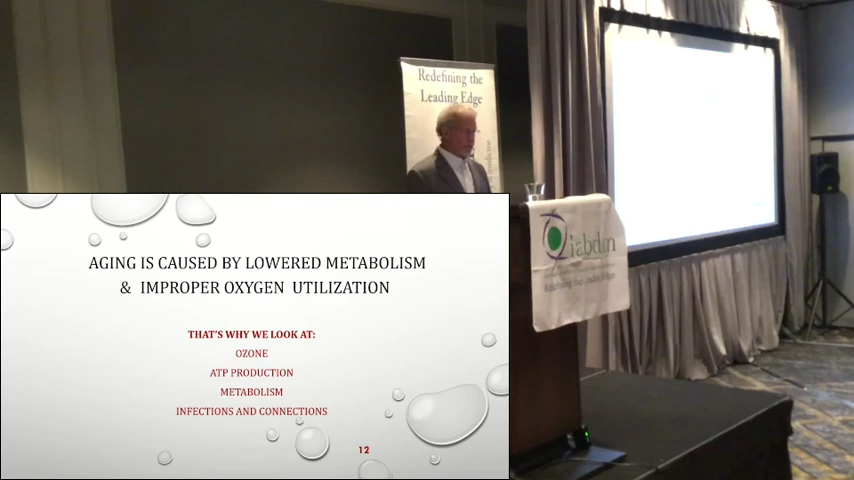 Redefining the
Leading Edge
iabdm
Redefining the Leading Edge
AGING IS CAUSED BY LOWERED METABOLISM
& IMPROPER OXYGEN UTILIZATION
THAT'S WHY WE LOOK AT:
OZONE
ATP PRODUCTION
METABOLISM
INFECTIONS AND CONNECTIONS
12